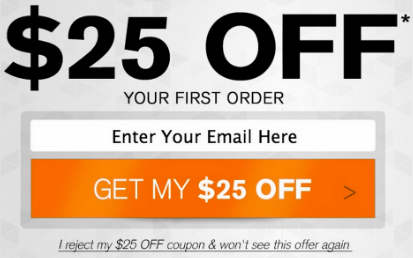 $25 OFF*
YOUR FIRST ORDER
Enter Your Email Here
GET MY $25 OFF >
I reject my $25 OFF coupon & won't see this offer again